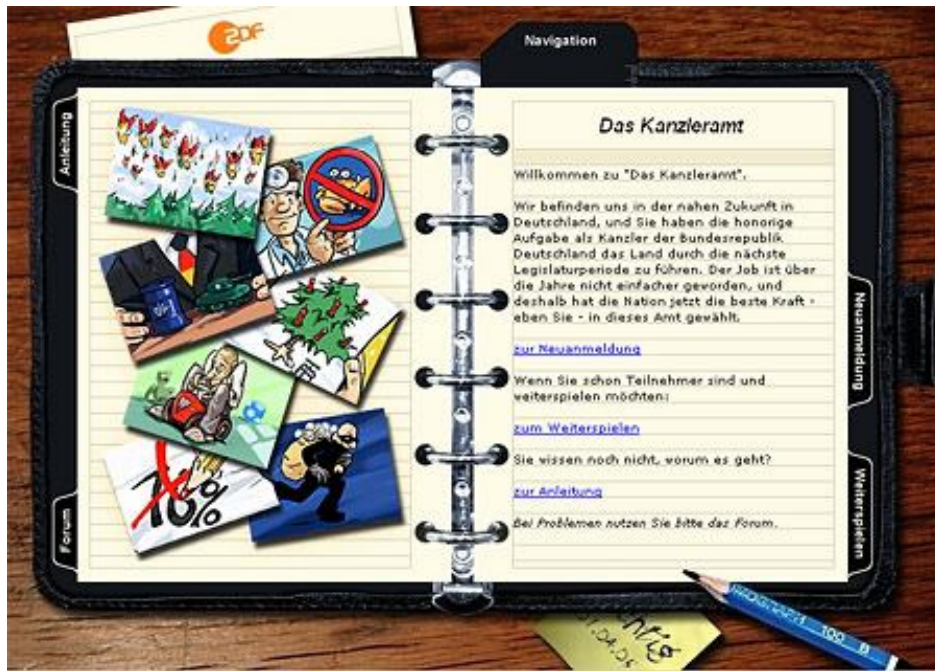 ZDF
Navigation
Anleitung
Das Kanzleramt
Willkommen zu "Das Kanzleramt".
Wir befinden uns in der nahen Zukunft in
Deutschland, und Sie haben die honorige
Aufgabe als Kanzler der Bundesrepublik
Deutschland das Land durch die nächste
Legislaturperiode zu führen. Der Job ist über
die Jahre nicht einfacher geworden, und
deshalb hat die Nation jetzt die beste Kraft -
eben Sie - in dieses Amt gewählt.
zur Neuanmeldung
Wenn Sie schon Teilnehmer sind und
weiterspielen möchten:
zum Weiterspielen
Sie wissen noch nicht, worum es geht?
zur Anleitung
Bei Problemen nutzen Sie bitte das Forum.
Neuanmeldung
Weiterspielen
Forum
16%
100 B